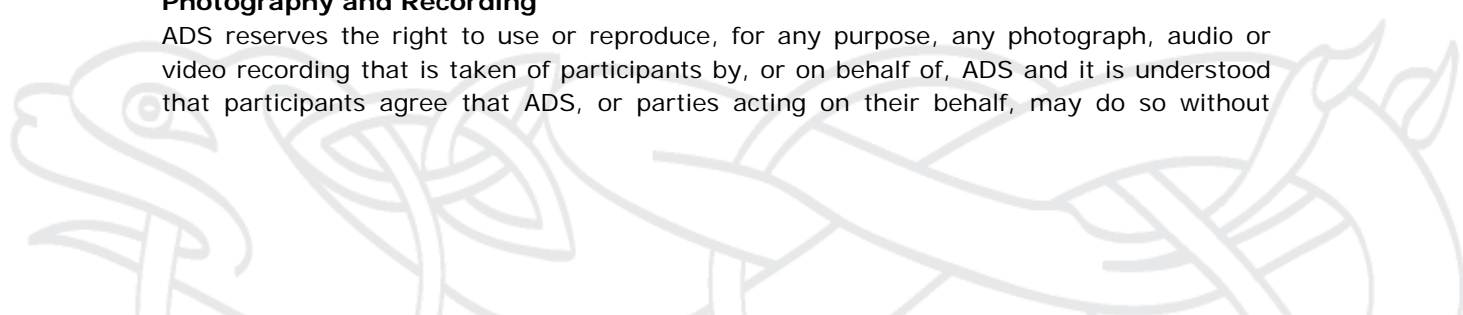 Photography and Recording
ADS reserves the right to use or reproduce, for any purpose, any photograph, audio or
video recording that is taken of participants by, or on behalf of, ADS and it is understood
that participants agree that ADS, or parties acting on their behalf, may do so without